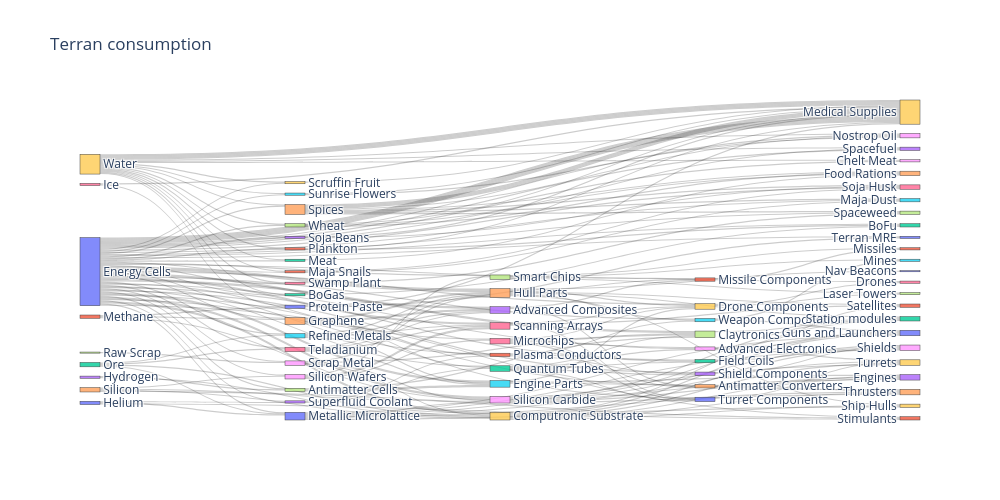 Terran consumption
Water
Ice
Energy Cells
Methane
Raw Scrap
Ore
Hydrogen
Silicon
Helium
Scruffin Fruit
Sunrise Flowers
Spices
Wheat
Soja Beans
Plankton
Meat
Maja Snails
Swamp Plant
BoGas
Protein Paste
Graphene
Refined Metals
Teladianium
Scrap Metal
Silicon Wafers
Antimatter Cells
Superfluid Coolant
Metallic Microlattice
Smart Chips
Hull Parts
Advanced Composites
Scanning Arrays
Microchips
Plasma Conductors
Quantum Tubes
Engine Parts
Silicon Carbide
Computronic Substrate
Missile Components
Drone Components
Weapon Compo
Claytronics
Advanced Electronics
Field Coils
Shield Components
Antimatter Converters
Turret Components
Medical Supplies
Nostrop Oil
Spacefuel
Chelt Meat
Food Rations
Soja Husk
Maja Dust
Spaceweed
BoFu
Terran MRE
Missiles
Mines
Nav Beacons
Drones
Laser Towers
Satellites
Station modules
Guns and Launchers
Shields
Turrets
Engines
Thrusters
Ship Hulls
Stimulants